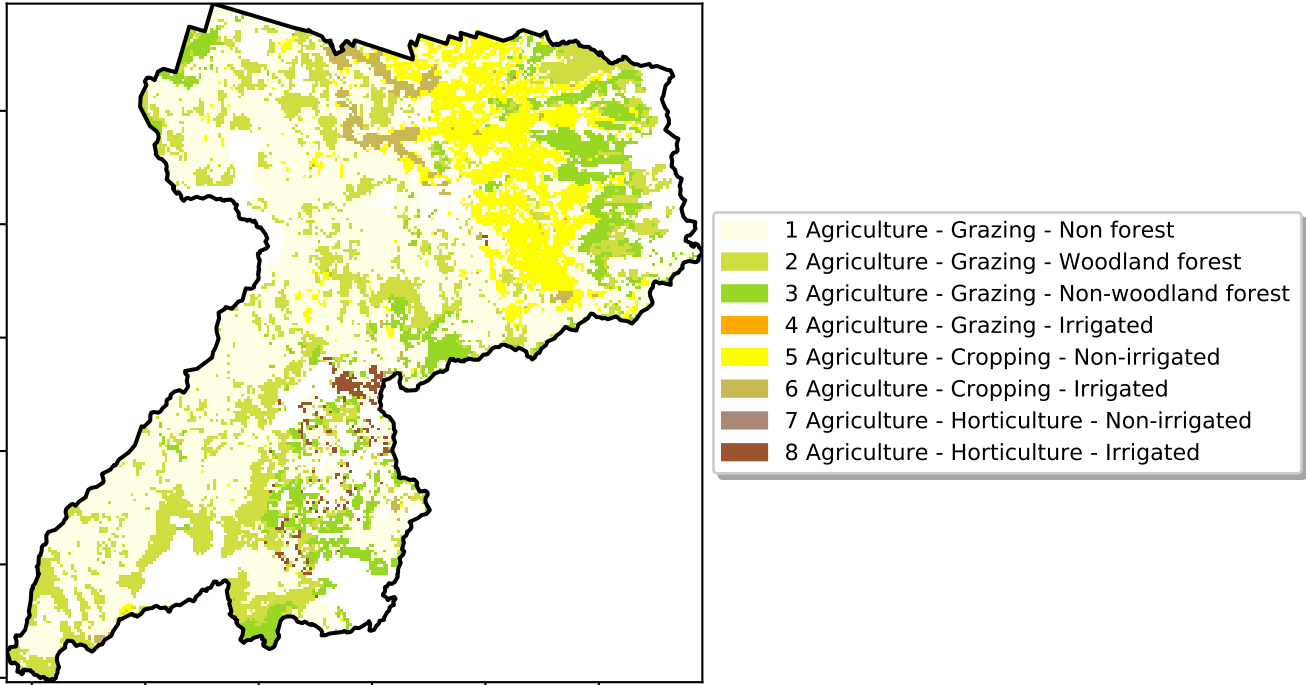 1 Agriculture - Grazing - Non forest
2 Agriculture - Grazing - Woodland forest
3 Agriculture - Grazing - Non-woodland forest
4 Agriculture - Grazing - Irrigated
5 Agriculture - Cropping - Non-irrigated
6 Agriculture - Cropping - Irrigated
7 Agriculture - Horticulture - Non-irrigated
8 Agriculture - Horticulture - Irrigated